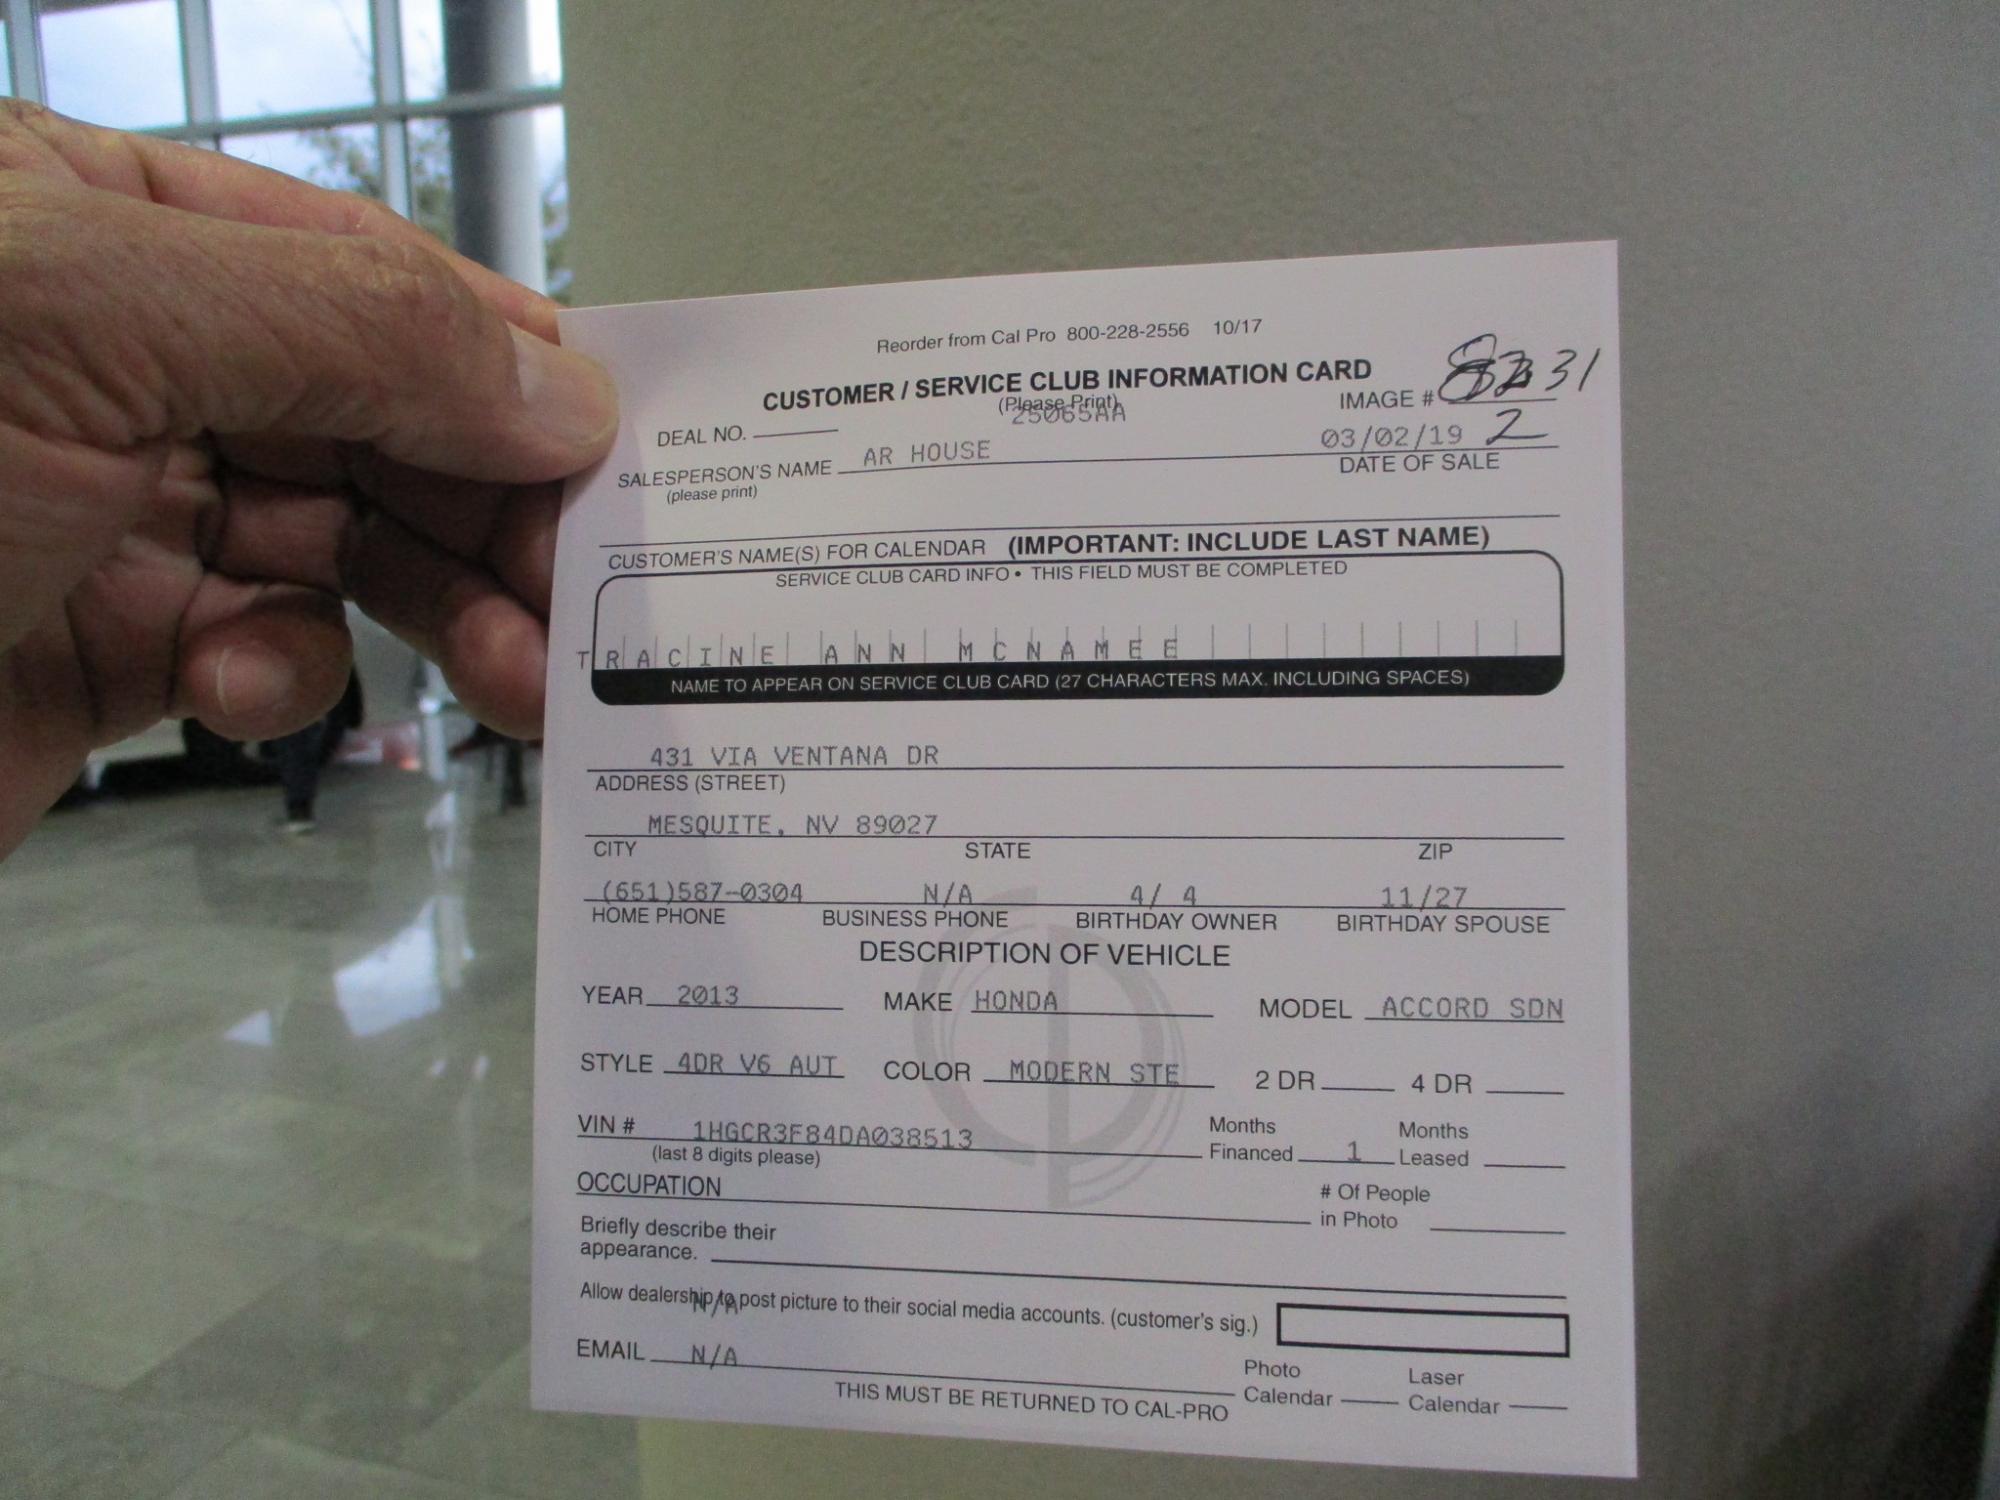 Reorder from Cal Pro 800-228-2556 10/17
CUSTOMER / SERVICE CLUB INFORMATION CARD
(Please Print)
25065AA
IMAGE # 31
2
DEAL NO.
SALESPERSON'S NAME AR HOUSE 03/02/19
(please print) DATE OF SALE
CUSTOMER'S NAME(S) FOR CALENDAR (IMPORTANT: INCLUDE LAST NAME)
SERVICE CLUB CARD INFO • THIS FIELD MUST BE COMPLETED
TRACINE ANN MCNAMEE
NAME TO APPEAR ON SERVICE CLUB CARD (27 CHARACTERS MAX. INCLUDING SPACES)
431 VIA VENTANA DR
ADDRESS (STREET)
MESQUITE, NV 89027
CITY STATE ZIP
(651)587-0304 N/A 4/ 4 11/27
HOME PHONE BUSINESS PHONE BIRTHDAY OWNER BIRTHDAY SPOUSE
DESCRIPTION OF VEHICLE
YEAR 2013 MAKE HONDA MODEL ACCORD SDN
STYLE 4DR V6 AUT COLOR MODERN STE 2 DR 4 DR
VIN # 1HGCR3F84DA038513
(last 8 digits please)
Months Financed 1 Months Leased
OCCUPATION
# Of People
in Photo
Briefly describe their
appearance.
Allow dealership to post picture to their social media accounts. (customer's sig.)
N/A
EMAIL N/A
Photo Calendar Laser Calendar
THIS MUST BE RETURNED TO CAL-PRO